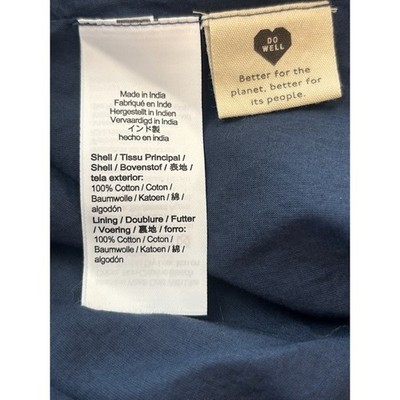 Made in India
Fabriqué en Inde
Hergestellt in Indien
Vervaardigd in India
インド製
hecho en india
Shell / Tissu Principal /
Shell / Bovenstof / 表地 /
tela exterior:
100% Cotton / Coton /
Baumwolle / Katoen / 綿 /
algodón
Lining / Doublure / Futter
/ Voering / 裏地 / forro:
100% Cotton / Coton /
Baumwolle / Katoen / 綿 /
algodón
DO
WELL
Better for the
planet, better for
its people.